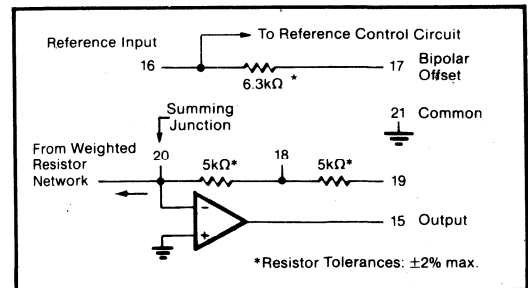 Reference Input
To Reference Control Circuit
16
17
Bipolar
Offset
6.3kΩ *
21 Common
Summing
Junction
From Weighted
Resistor
Network
20
5kΩ*
18
5kΩ*
19
-
+
15 Output
*Resistor Tolerances: ±2% max.